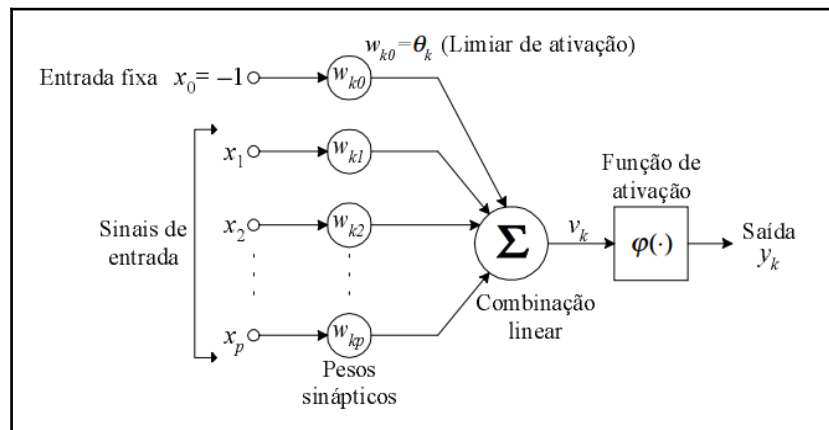 w_k0=θ_k (Limiar de ativação)
Entrada fixa x_0= −1
w_k0
x_1
w_k1
Sinais de
entrada
x_2
w_k2
x_p
w_kp
Pesos
sinápticos
Σ
Combinação
linear
v_k
Função de
ativação
φ(·)
Saída
y_k